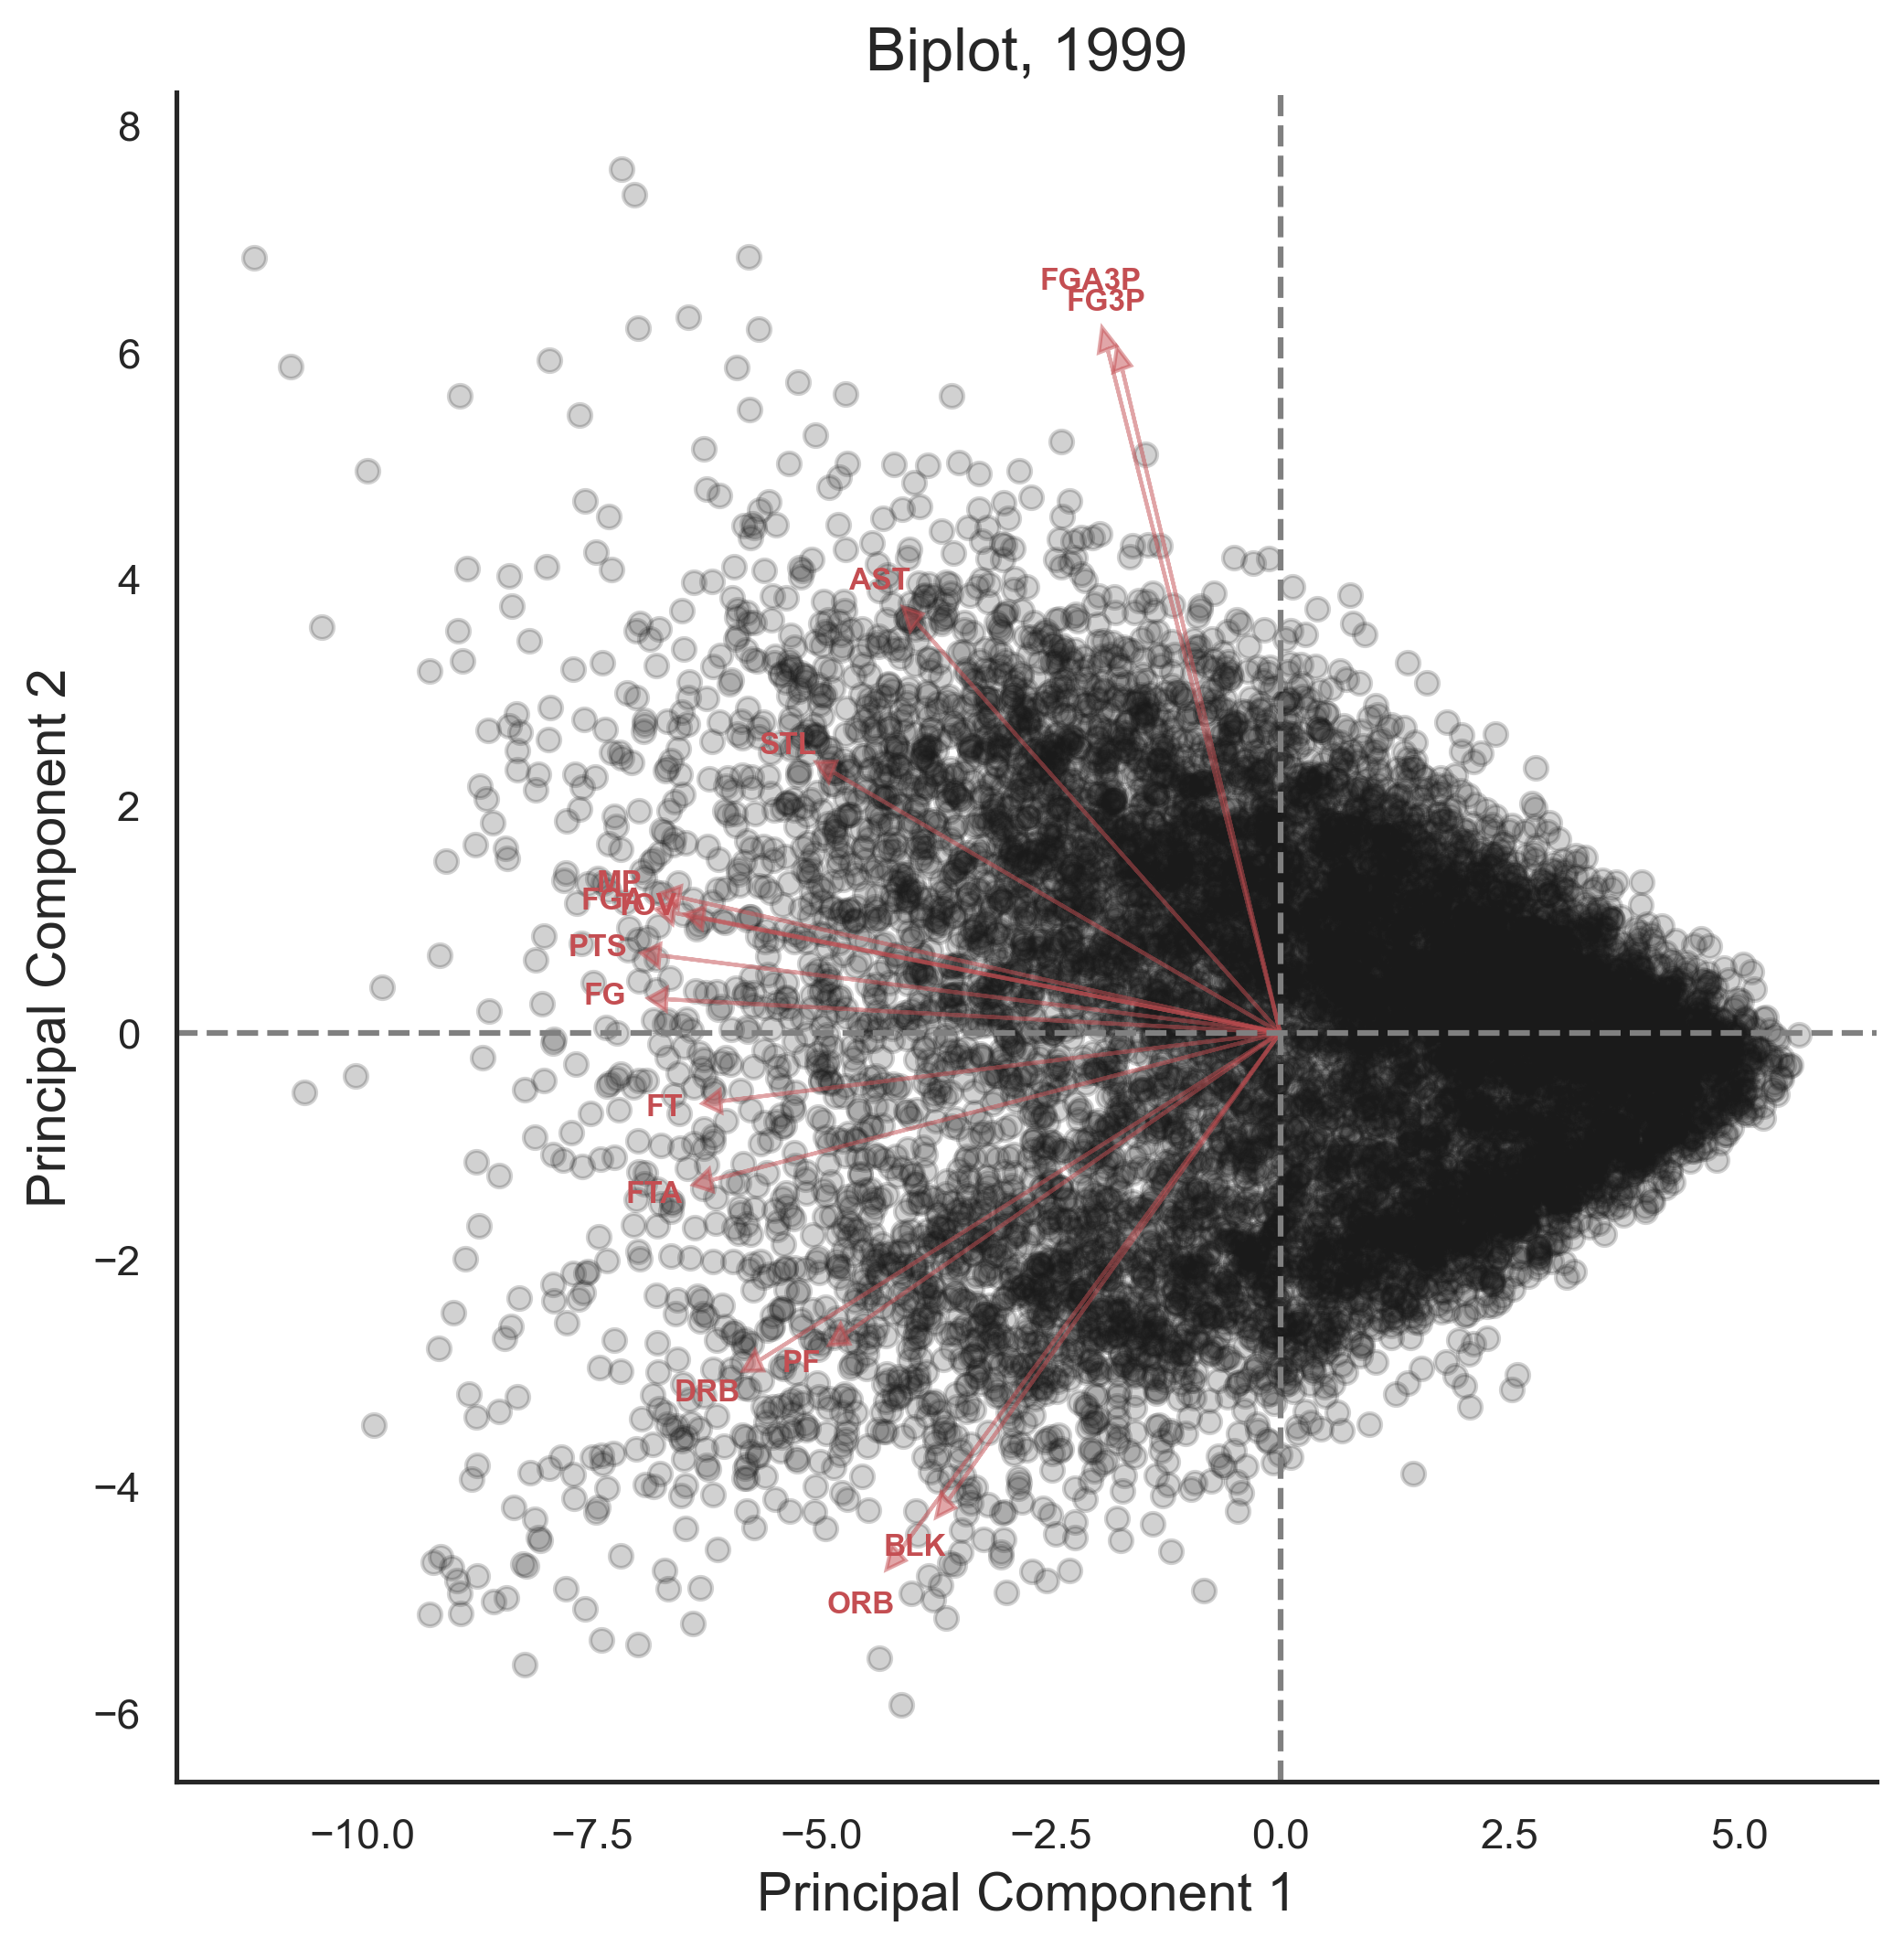 Biplot, 1999
8
6
4
2
0
−2
−4
−6
Principal Component 2
FGA3P
FG3P
AST
STL
MP
FGA
TOV
PTS
FG
FT
FTA
PF
DRB
BLK
ORB
−10.0 −7.5 −5.0 −2.5 0.0 2.5 5.0
Principal Component 1